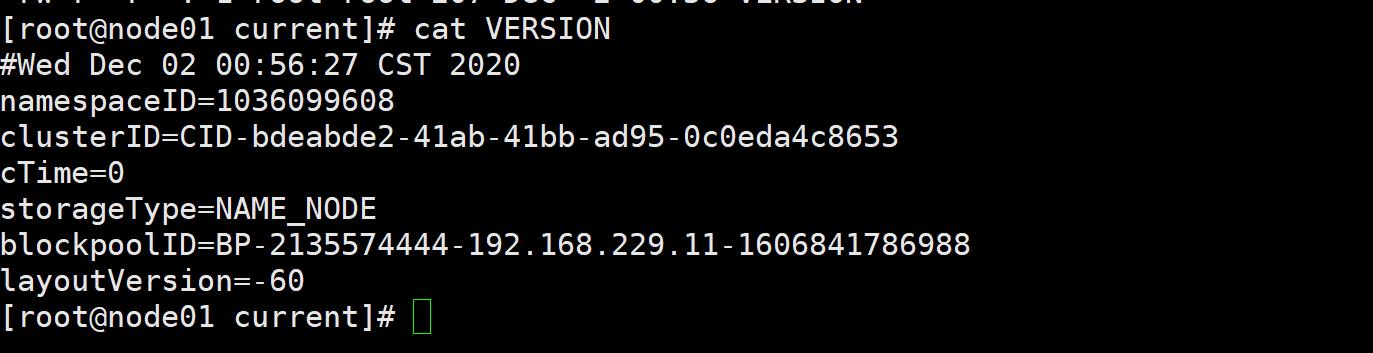 [root@node01 current]# cat VERSION
#Wed Dec 02 00:56:27 CST 2020
namespaceID=1036099608
clusterID=CID-bdeabde2-41ab-41bb-ad95-0c0eda4c8653
cTime=0
storageType=NAME_NODE
blockpoolID=BP-2135574444-192.168.229.11-1606841786988
layoutVersion=-60
[root@node01 current]#